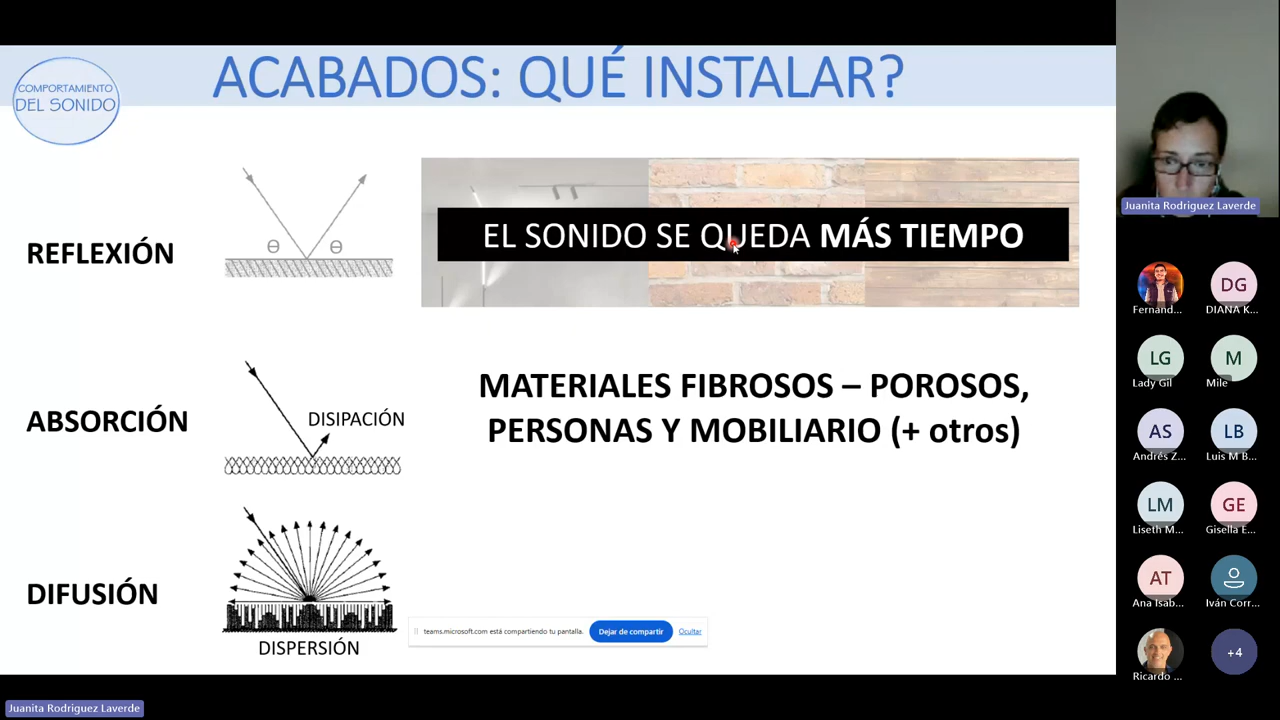 ACABADOS: QUÉ INSTALAR?
COMPORTAMIENTO
DEL SONIDO
REFLEXIÓN
Θ Θ
EL SONIDO SE QUEDA MÁS TIEMPO
ABSORCIÓN
DISIPACIÓN
MATERIALES FIBROSOS – POROSOS,
PERSONAS Y MOBILIARIO (+ otros)
DIFUSIÓN
DISPERSIÓN
teams.microsoft.com está compartiendo tu pantalla.
Dejar de compartir
Ocultar
Juanita Rodriguez Laverde
Fernand...
DG
DIANA K...
LG
Lady Gil
M
Mile
AS
Andrés Z...
LB
Luis M B...
LM
Liseth M...
GE
Gisella E...
AT
Ana Isab...
Iván Corr...
Ricardo ...
+4
Juanita Rodriguez Laverde